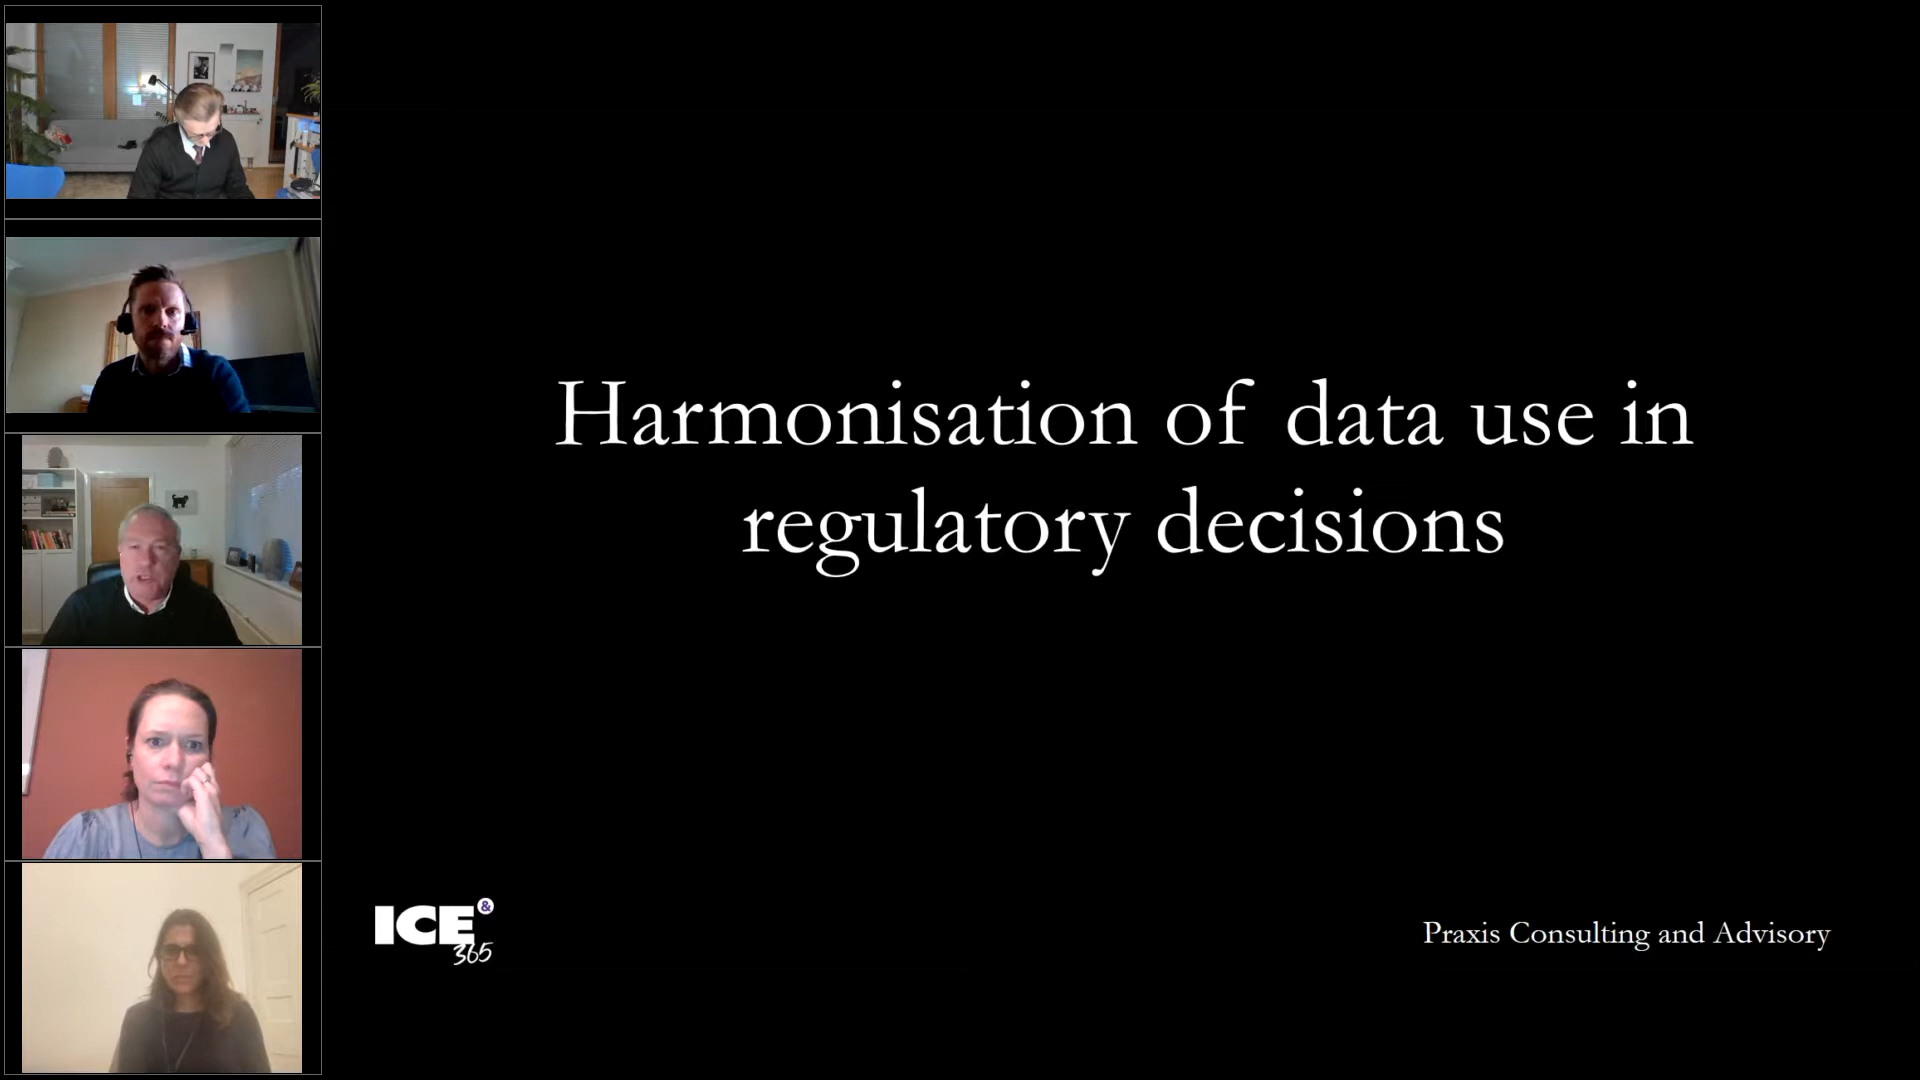 Harmonisation of data use in
regulatory decisions
ICE &
365
Praxis Consulting and Advisory